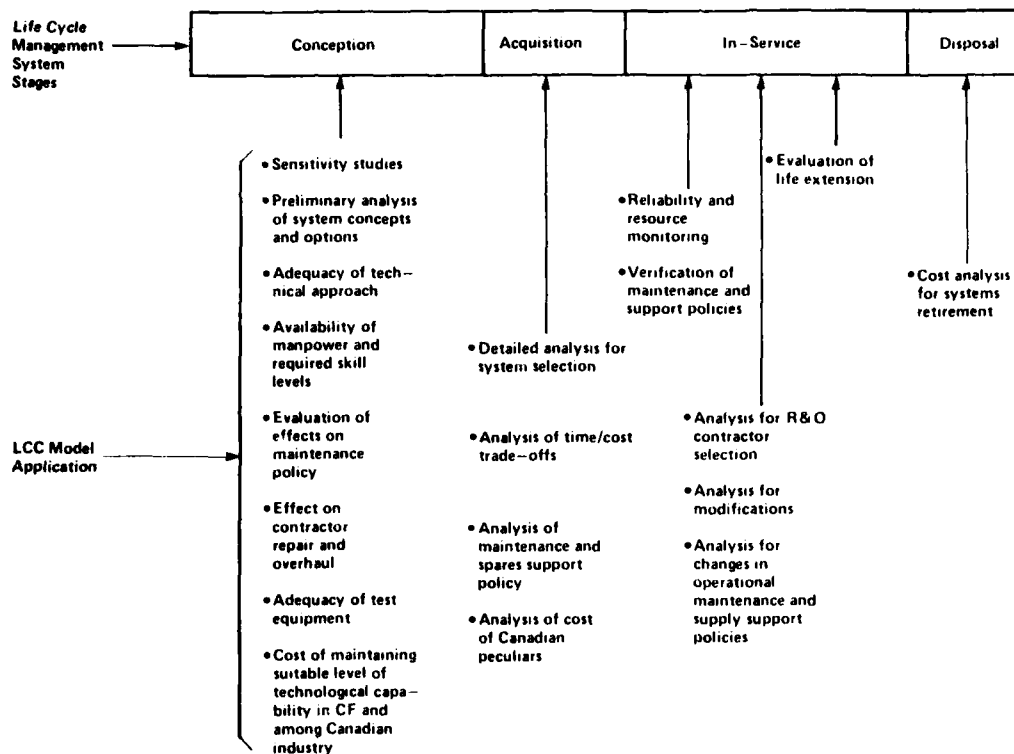 Life Cycle
Management
System
Stages
Conception
Acquisition
In-Service
Disposal
LCC Model
Application
• Sensitivity studies
• Preliminary analysis
of system concepts
and options
• Adequacy of tech-
nical approach
• Availability of
manpower and
required skill
levels
• Evaluation of
effects on
maintenance
policy
• Effect on
contractor
repair and
overhaul
• Adequacy of test
equipment
• Cost of maintaining
suitable level of
technological capa-
bility in CF and
among Canadian
industry
• Detailed analysis for
system selection
• Analysis of time/cost
trade-offs
• Analysis of
maintenance and
spares support
policy
• Analysis of cost
of Canadian
peculiars
• Reliability and
resource
monitoring
• Verification of
maintenance and
support policies
• Analysis for R&O
contractor
selection
• Analysis for
modifications
• Analysis for
changes in
operational
maintenance and
supply support
policies
• Evaluation of
life extension
• Cost analysis
for systems
retirement